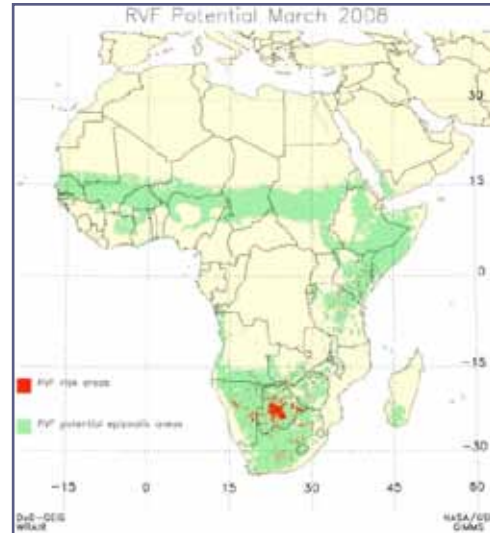 RVF Potential March 2008
30
15
0
-15
-30
RVF risk areas
RVF potential epizootic areas
-15 0 15 30 45 60
DoD-GEIS
WRAIR
NASA/GSFC
GIMMS